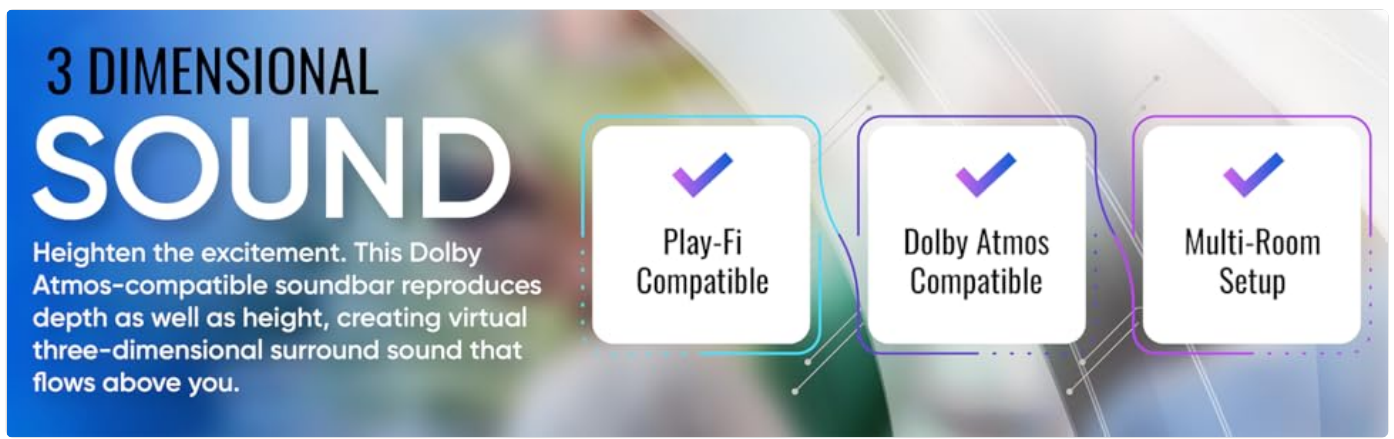 3 DIMENSIONAL
SOUND
Heighten the excitement. This Dolby
Atmos-compatible soundbar reproduces
depth as well as height, creating virtual
three-dimensional surround sound that
flows above you.
Play-Fi
Compatible
Dolby Atmos
Compatible
Multi-Room
Setup